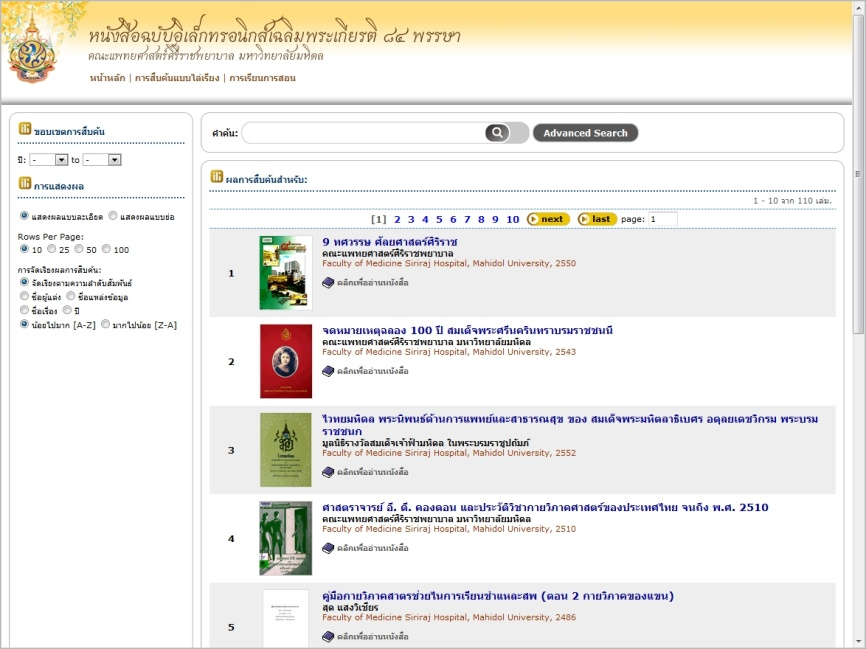 หนังสือฉบับอิเล็กทรอนิกส์เฉลิมพระเกียรติ ๘๔ พรรษา
คณะแพทยศาสตร์ศิริราชพยาบาล มหาวิทยาลัยมหิดล
หน้าหลัก | การสืบค้นแบบไล่เรียง | การเรียนการสอน
ขอบเขตการสืบค้น
ปี: - to -
การแสดงผล
แสดงผลแบบละเอียด แสดงผลแบบย่อ
Rows Per Page:
10 25 50 100
การจัดเรียงผลการสืบค้น:
จัดเรียงตามความสำคัญสัมพันธ์
ชื่อผู้แต่ง ชื่อแหล่งข้อมูล
ชื่อเรื่อง ปี
น้อยไปมาก [A-Z] มากไปน้อย [Z-A]
คำค้น: Advanced Search
ผลการสืบค้นสำหรับ:
1 - 10 จาก 110 เล่ม.
[1] 2 3 4 5 6 7 8 9 10 next last page: 1
1
9 ทศวรรษ ศัลยศาสตร์ศิริราช
คณะแพทยศาสตร์ศิริราชพยาบาล
Faculty of Medicine Siriraj Hospital, Mahidol University, 2550
คลิกเพื่ออ่านหนังสือ
2
จดหมายเหตุฉลอง 100 ปี สมเด็จพระศรีนครินทราบรมราชชนนี
คณะแพทยศาสตร์ศิริราชพยาบาล มหาวิทยาลัยมหิดล
Faculty of Medicine Siriraj Hospital, Mahidol University, 2543
คลิกเพื่ออ่านหนังสือ
3
ไวทยมหิดล พระนิพนธ์ด้านการแพทย์และสาธารณสุข ของ สมเด็จพระมหิตลาธิเบศร อดุลยเดชวิกรม พระบรม
ราชชนก
มูลนิธิรางวัลสมเด็จเจ้าฟ้ามหิดล ในพระบรมราชูปถัมภ์
Faculty of Medicine Siriraj Hospital, Mahidol University, 2552
คลิกเพื่ออ่านหนังสือ
4
ศาสตราจารย์ อี. ดี. คองดอน และประวัติวิชากายวิภาคศาสตร์ของประเทศไทย จนถึง พ.ศ. 2510
คณะแพทยศาสตร์ศิริราชพยาบาล มหาวิทยาลัยมหิดล
Faculty of Medicine Siriraj Hospital, Mahidol University, 2510
คลิกเพื่ออ่านหนังสือ
5
คู่มือกายวิภาคศาตรช่วยในการเรียนชำแหละสพ (ตอน 2 กายวิภาคของแขน)
สุด แสงวิเชียร
Faculty of Medicine Siriraj Hospital, Mahidol University, 2486
คลิกเพื่ออ่านหนังสือ